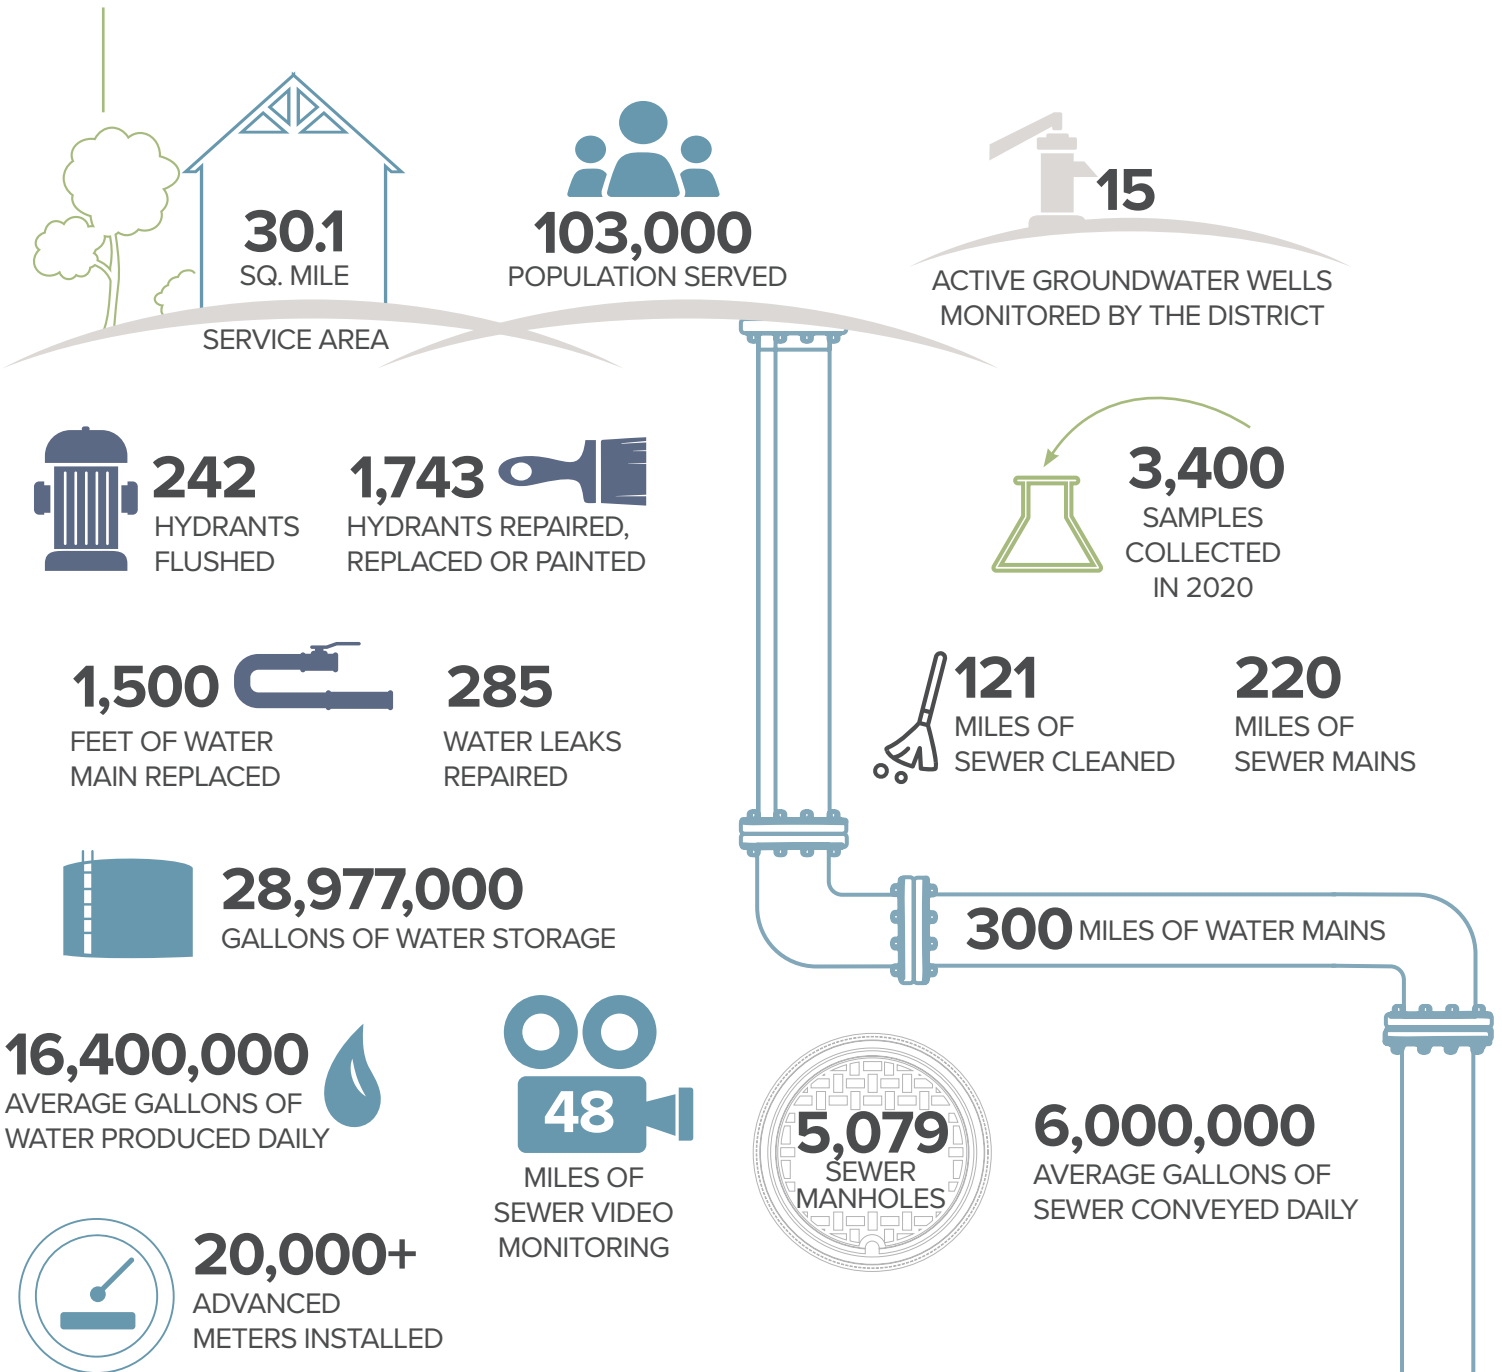 30.1
SQ. MILE
SERVICE AREA
103,000
POPULATION SERVED
15
ACTIVE GROUNDWATER WELLS
MONITORED BY THE DISTRICT
242
HYDRANTS
FLUSHED
1,743
HYDRANTS REPAIRED,
REPLACED OR PAINTED
3,400
SAMPLES
COLLECTED
IN 2020
1,500
FEET OF WATER
MAIN REPLACED
285
WATER LEAKS
REPAIRED
121
MILES OF
SEWER CLEANED
220
MILES OF
SEWER MAINS
28,977,000
GALLONS OF WATER STORAGE
300 MILES OF WATER MAINS
16,400,000
AVERAGE GALLONS OF
WATER PRODUCED DAILY
48
MILES OF
SEWER VIDEO
MONITORING
5,079
SEWER
MANHOLES
6,000,000
AVERAGE GALLONS OF
SEWER CONVEYED DAILY
20,000+
ADVANCED
METERS INSTALLED